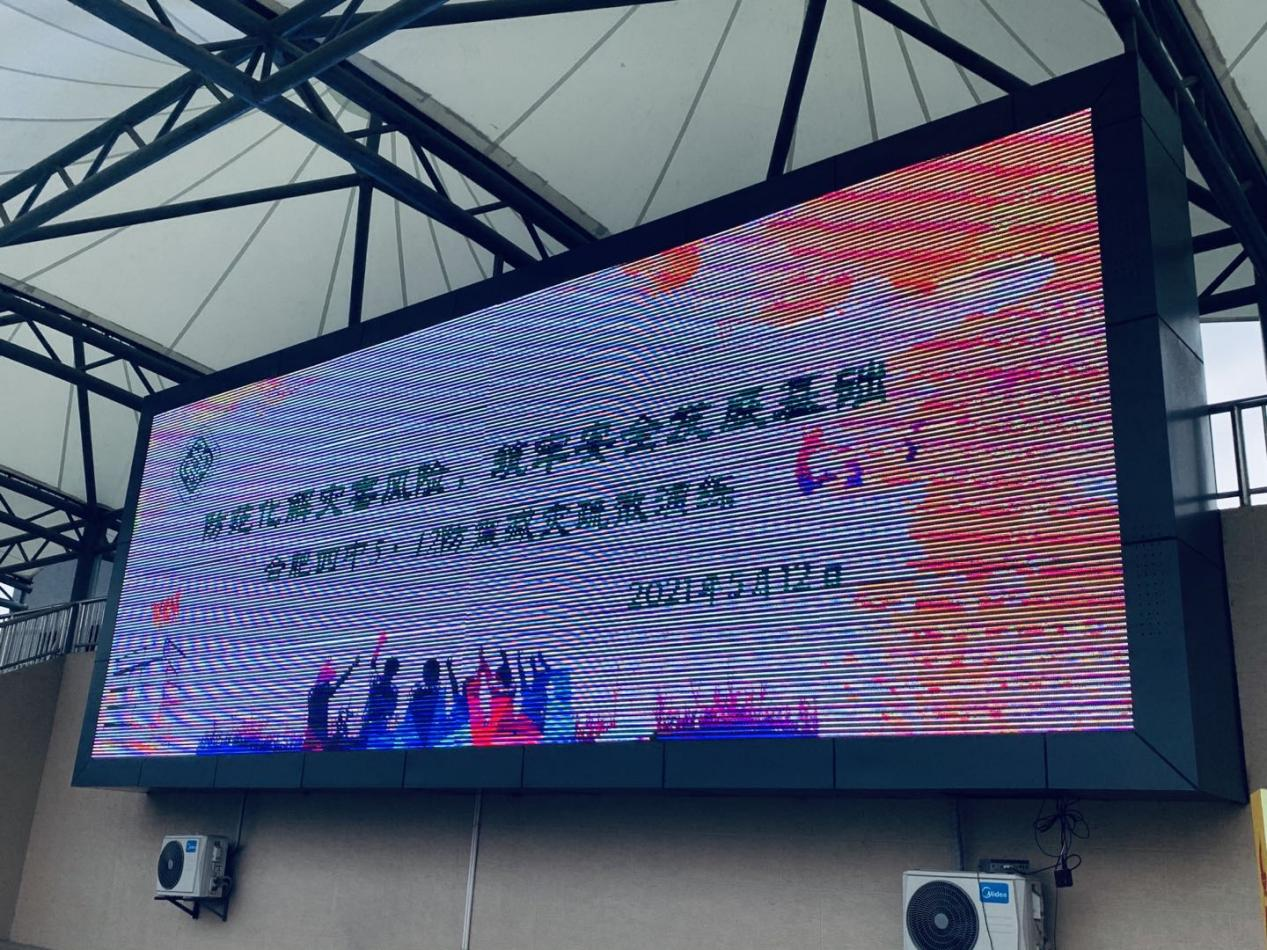 防范化解灾害风险，筑牢安全发展基础
合肥四中5·12防震减灾疏散演练
2021年5月12日
Midea